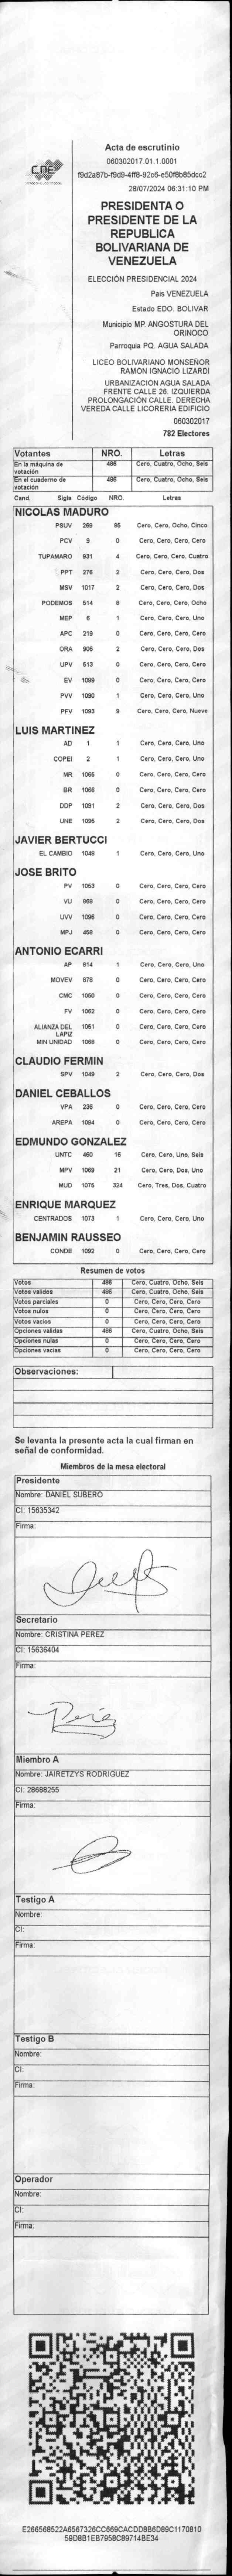 CNE
Acta de escrutinio
060302017.01.1.0001
f9d2a87b-f9d9-4ff8-92c6-e50f8b85dcc2
28/07/2024 06:31:10 PM
PRESIDENTA O
PRESIDENTE DE LA
REPUBLICA
BOLIVARIANA DE
VENEZUELA
ELECCIÓN PRESIDENCIAL 2024
Pais VENEZUELA
Estado EDO. BOLIVAR
Municipio MP. ANGOSTURA DEL
ORINOCO
Parroquia PQ. AGUA SALADA
LICEO BOLIVARIANO MONSEÑOR
RAMÓN IGNACIO LIZARDI
URBANIZACION AGUA SALADA
FRENTE CALLE 26. IZQUIERDA
PROLONGACIÓN CALLE. DERECHA
VEREDA CALLE LICORERIA EDIFICIO
060302017
782 Electores
Votantes NRO. Letras
En la máquina de votación 486 Cero, Cuatro, Ocho, Seis
En el cuaderno de votación 486 Cero, Cuatro, Ocho, Seis
Cand. Sigla Código NRO. Letras
NICOLAS MADURO
PSUV 269 85 Cero, Cero, Ocho, Cinco
PCV 9 0 Cero, Cero, Cero, Cero
TUPAMARO 931 4 Cero, Cero, Cero, Cuatro
PPT 276 2 Cero, Cero, Cero, Dos
MSV 1017 2 Cero, Cero, Cero, Dos
PODEMOS 514 8 Cero, Cero, Cero, Ocho
MEP 6 1 Cero, Cero, Cero, Uno
APC 219 0 Cero, Cero, Cero, Cero
ORA 906 2 Cero, Cero, Cero, Dos
UPV 513 0 Cero, Cero, Cero, Cero
EV 1099 0 Cero, Cero, Cero, Cero
PVV 1090 1 Cero, Cero, Cero, Uno
PFV 1093 9 Cero, Cero, Cero, Nueve
LUIS MARTINEZ
AD 1 1 Cero, Cero, Cero, Uno
COPEI 2 1 Cero, Cero, Cero, Uno
MR 1065 0 Cero, Cero, Cero, Cero
BR 1066 0 Cero, Cero, Cero, Cero
DDP 1091 2 Cero, Cero, Cero, Dos
UNE 1095 2 Cero, Cero, Cero, Dos
JAVIER BERTUCCI
EL CAMBIO 1046 1 Cero, Cero, Cero, Uno
JOSE BRITO
PV 1053 0 Cero, Cero, Cero, Cero
VU 869 0 Cero, Cero, Cero, Cero
UVV 1096 0 Cero, Cero, Cero, Cero
MPJ 458 0 Cero, Cero, Cero, Cero
ANTONIO ECARRI
AP 814 1 Cero, Cero, Cero, Uno
MOVEV 878 0 Cero, Cero, Cero, Cero
CMC 1050 0 Cero, Cero, Cero, Cero
FV 1062 0 Cero, Cero, Cero, Cero
ALIANZA DEL LAPIZ 1051 0 Cero, Cero, Cero, Cero
MIN UNIDAD 1068 0 Cero, Cero, Cero, Cero
CLAUDIO FERMIN
SPV 1049 2 Cero, Cero, Cero, Dos
DANIEL CEBALLOS
VPA 236 0 Cero, Cero, Cero, Cero
AREPA 1094 0 Cero, Cero, Cero, Cero
EDMUNDO GONZALEZ
UNTC 460 16 Cero, Cero, Uno, Seis
MPV 1069 21 Cero, Cero, Dos, Uno
MUD 1075 324 Cero, Tres, Dos, Cuatro
ENRIQUE MARQUEZ
CENTRADOS 1073 1 Cero, Cero, Cero, Uno
BENJAMIN RAUSSEO
CONDE 1092 0 Cero, Cero, Cero, Cero
Resumen de votos
Votos 486 Cero, Cuatro, Ocho, Seis
Votos validos 486 Cero, Cuatro, Ocho, Seis
Votos parciales 0 Cero, Cero, Cero, Cero
Votos nulos 0 Cero, Cero, Cero, Cero
Votos vacios 0 Cero, Cero, Cero, Cero
Opciones validas 486 Cero, Cuatro, Ocho, Seis
Opciones nulas 0 Cero, Cero, Cero, Cero
Opciones vacias 0 Cero, Cero, Cero, Cero
Observaciones:
Se levanta la presente acta la cual firman en
señal de conformidad.
Miembros de la mesa electoral
Presidente
Nombre: DANIEL SUBERO
CI: 15635342
Firma:
Secretario
Nombre: CRISTINA PEREZ
CI: 15636404
Firma:
Perez
Miembro A
Nombre: JAIRETZYS RODRIGUEZ
CI: 28688255
Firma:
Testigo A
Nombre:
CI:
Firma:
Testigo B
Nombre:
CI:
Firma:
Operador
Nombre:
CI:
Firma:
E266568522A6567326CC669CACDD8B6D89C1170810
59D8B1EB7958C89714BE34